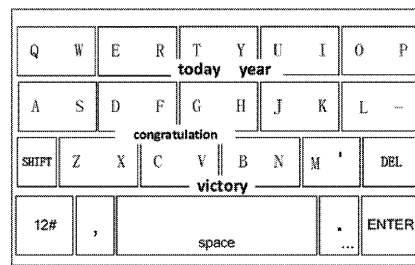 Q W E R T Y U I O P
today year
A S D F G H J K L –
congratulation
SHIFT Z X C V B N M ' DEL
victory
12# , space . ... ENTER